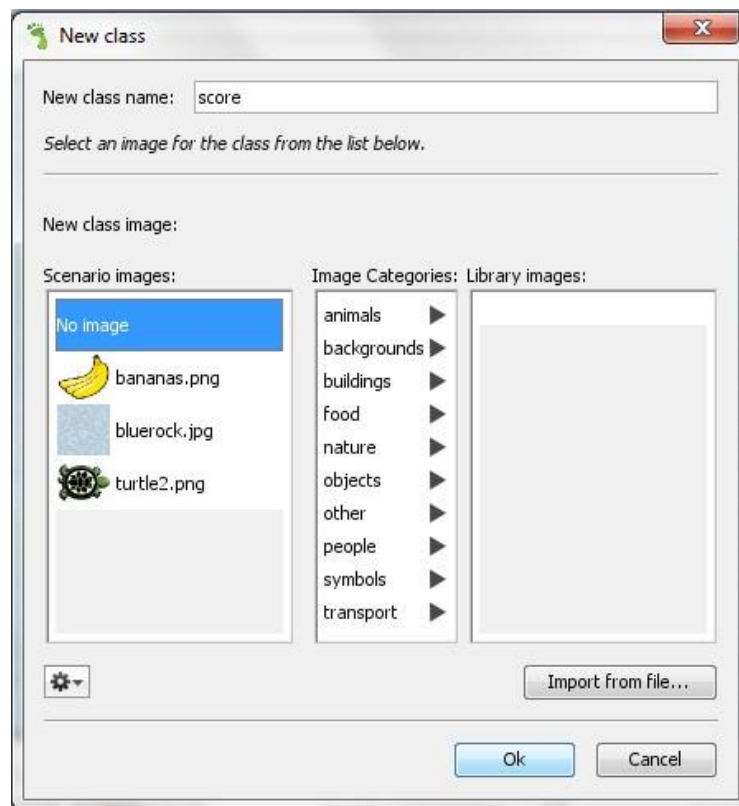 New class
New class name: score
Select an image for the class from the list below.
New class image:
Scenario images:
No image
bananas.png
bluerock.jpg
turtle2.png
Image Categories:
animals
backgrounds
buildings
food
nature
objects
other
people
symbols
transport
Library images:
Import from file...
Ok
Cancel